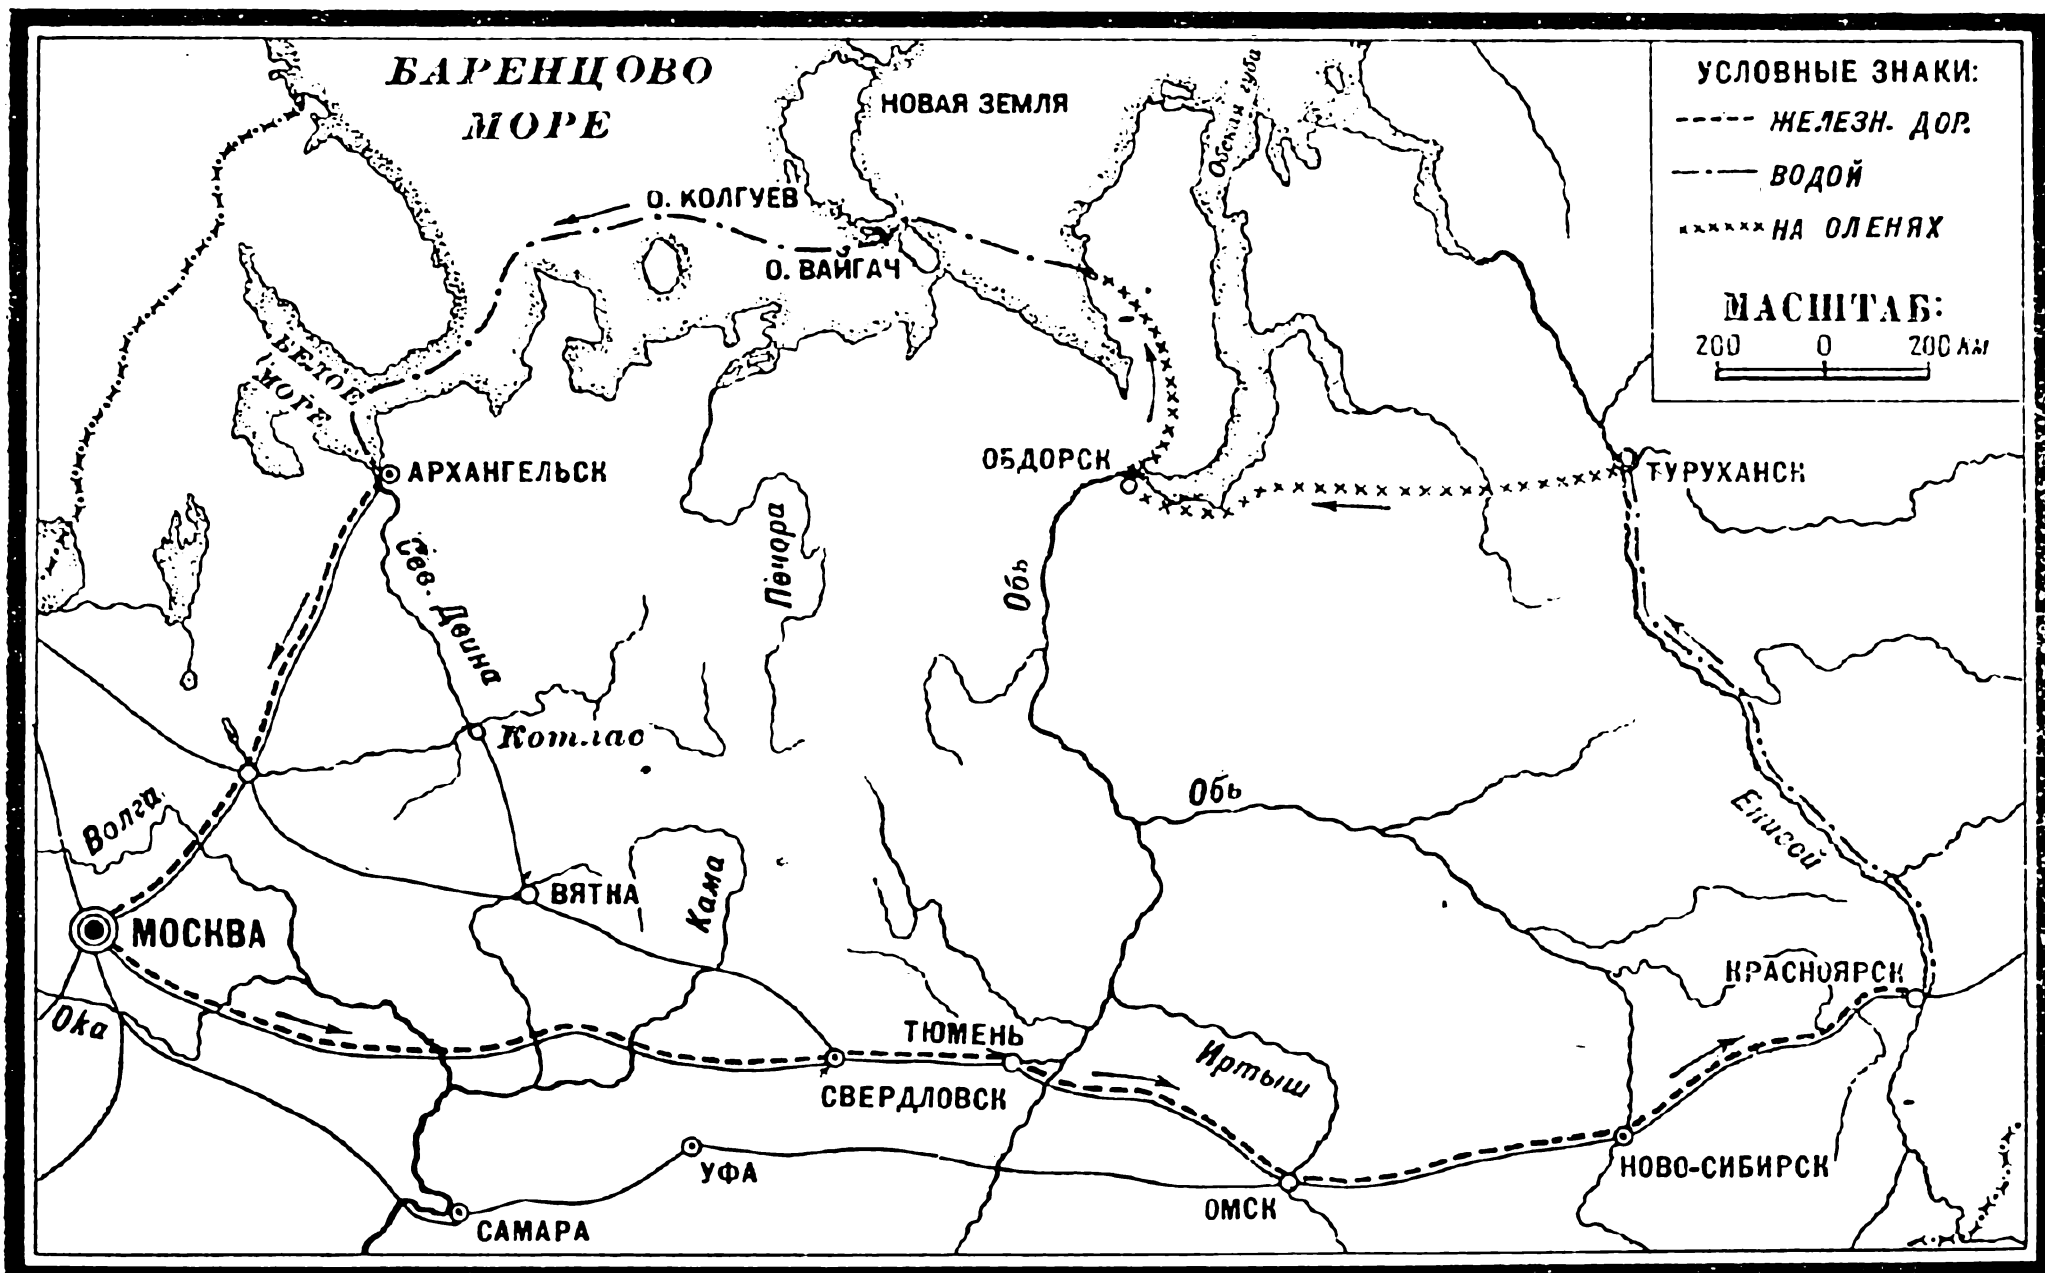 БАРЕНЦОВО
МОРЕ
НОВАЯ ЗЕМЛЯ
Обская губа
УСЛОВНЫЕ ЗНАКИ:
ЖЕЛЕЗН. ДОР.
ВОДОЙ
НА ОЛЕНЯХ
МАСШТАБ:
200 0 200 км
О. КОЛГУЕВ
О. ВАЙГАЧ
БЕЛОЕ
МОРЕ
АРХАНГЕЛЬСК
ОБДОРСК
ТУРУХАНСК
Сев. Двина
Печора
Обь
Котлас
Волга
Обь
Енисей
ВЯТКА
Кама
МОСКВА
КРАСНОЯРСК
Ока
ТЮМЕНЬ
Иртыш
СВЕРДЛОВСК
УФА
НОВО-СИБИРСК
ОМСК
САМАРА